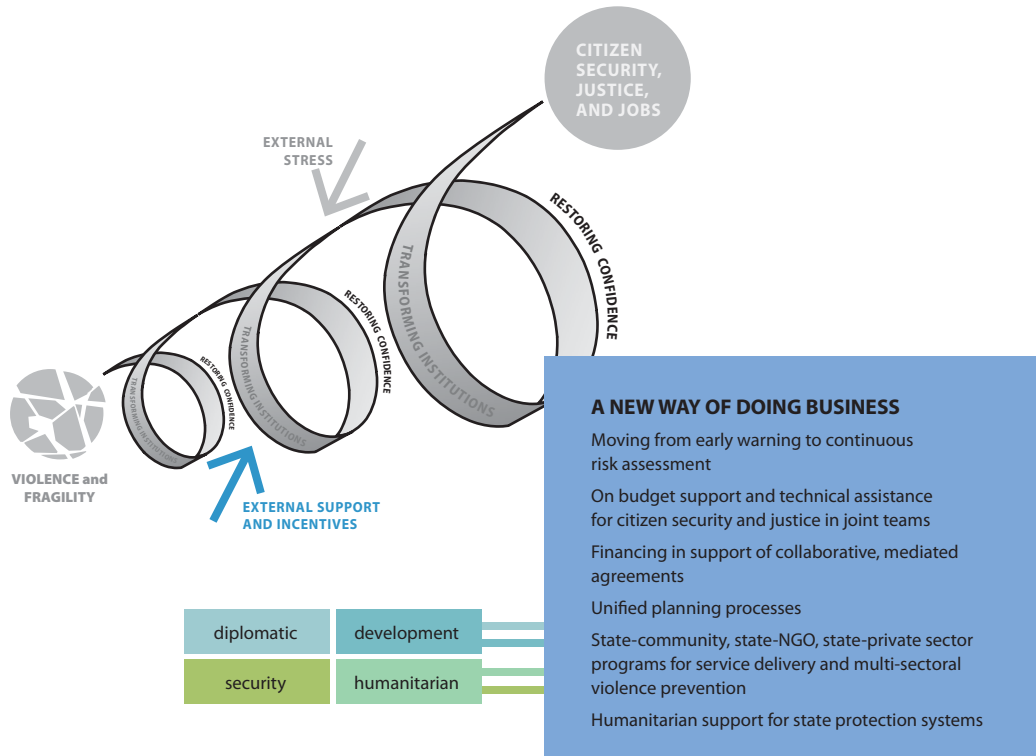 CITIZEN
SECURITY,
JUSTICE,
AND JOBS
EXTERNAL
STRESS
RESTORING CONFIDENCE
TRANSFORMING INSTITUTIONS
RESTORING CONFIDENCE
TRANSFORMING INSTITUTIONS
RESTORING CONFIDENCE
TRANSFORMING INSTITUTIONS
VIOLENCE and
FRAGILITY
EXTERNAL SUPPORT
AND INCENTIVES
A NEW WAY OF DOING BUSINESS
Moving from early warning to continuous
risk assessment
On budget support and technical assistance
for citizen security and justice in joint teams
Financing in support of collaborative, mediated
agreements
Unified planning processes
State-community, state-NGO, state-private sector
programs for service delivery and multi-sectoral
violence prevention
Humanitarian support for state protection systems
diplomatic
development
security
humanitarian